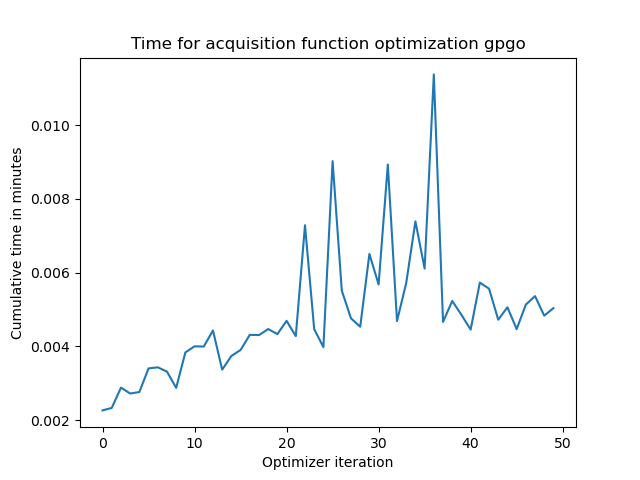 Time for acquisition function optimization gpgo
Cumulative time in minutes
0.010
0.008
0.006
0.004
0.002
0 10 20 30 40 50
Optimizer iteration